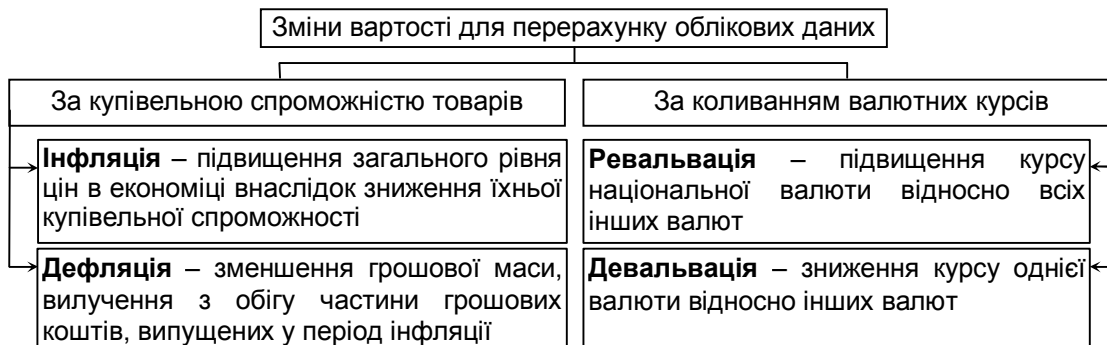 Зміни вартості для перерахунку облікових даних
За купівельною спроможністю товарів
За коливанням валютних курсів
Інфляція – підвищення загального рівня
цін в економіці внаслідок зниження їхньої
купівельної спроможності
Ревальвація – підвищення курсу
національної валюти відносно всіх
інших валют
Дефляція – зменшення грошової маси,
вилучення з обігу частини грошових
коштів, випущених у період інфляції
Девальвація – зниження курсу однієї
валюти відносно інших валют